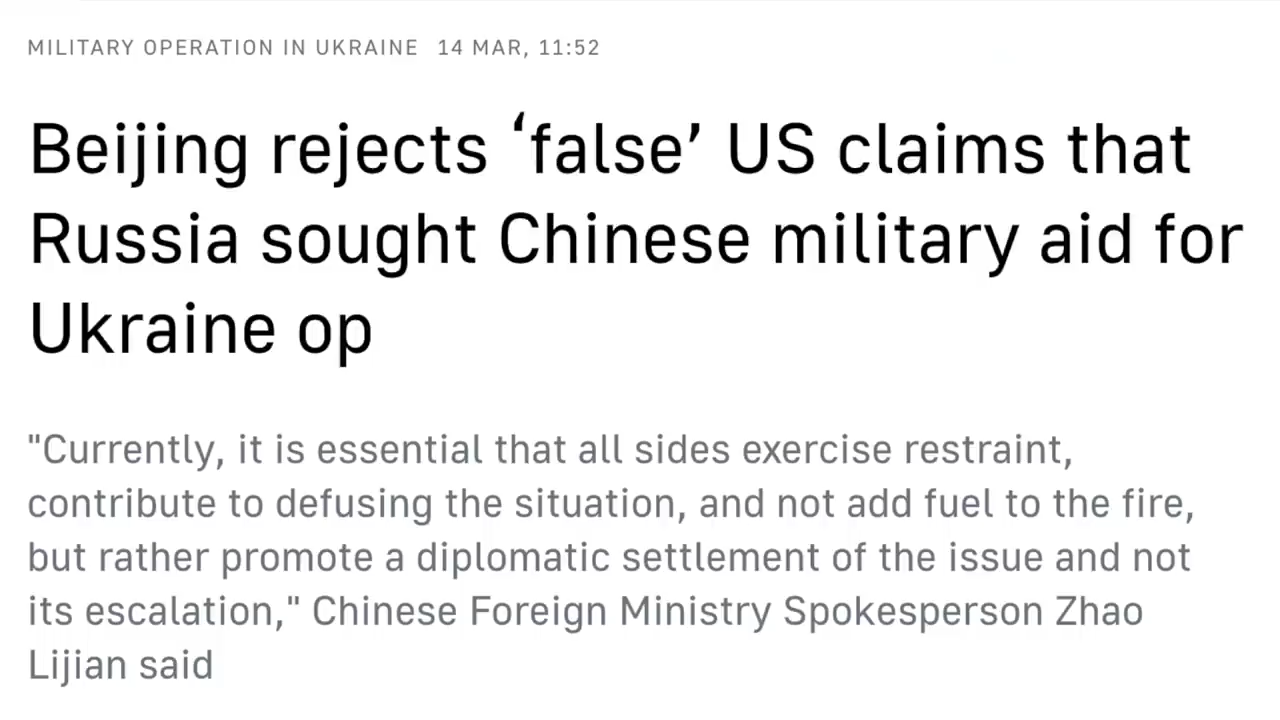 MILITARY OPERATION IN UKRAINE 14 MAR, 11:52
Beijing rejects ‘false’ US claims that
Russia sought Chinese military aid for
Ukraine op
"Currently, it is essential that all sides exercise restraint,
contribute to defusing the situation, and not add fuel to the fire,
but rather promote a diplomatic settlement of the issue and not
its escalation," Chinese Foreign Ministry Spokesperson Zhao
Lijian said